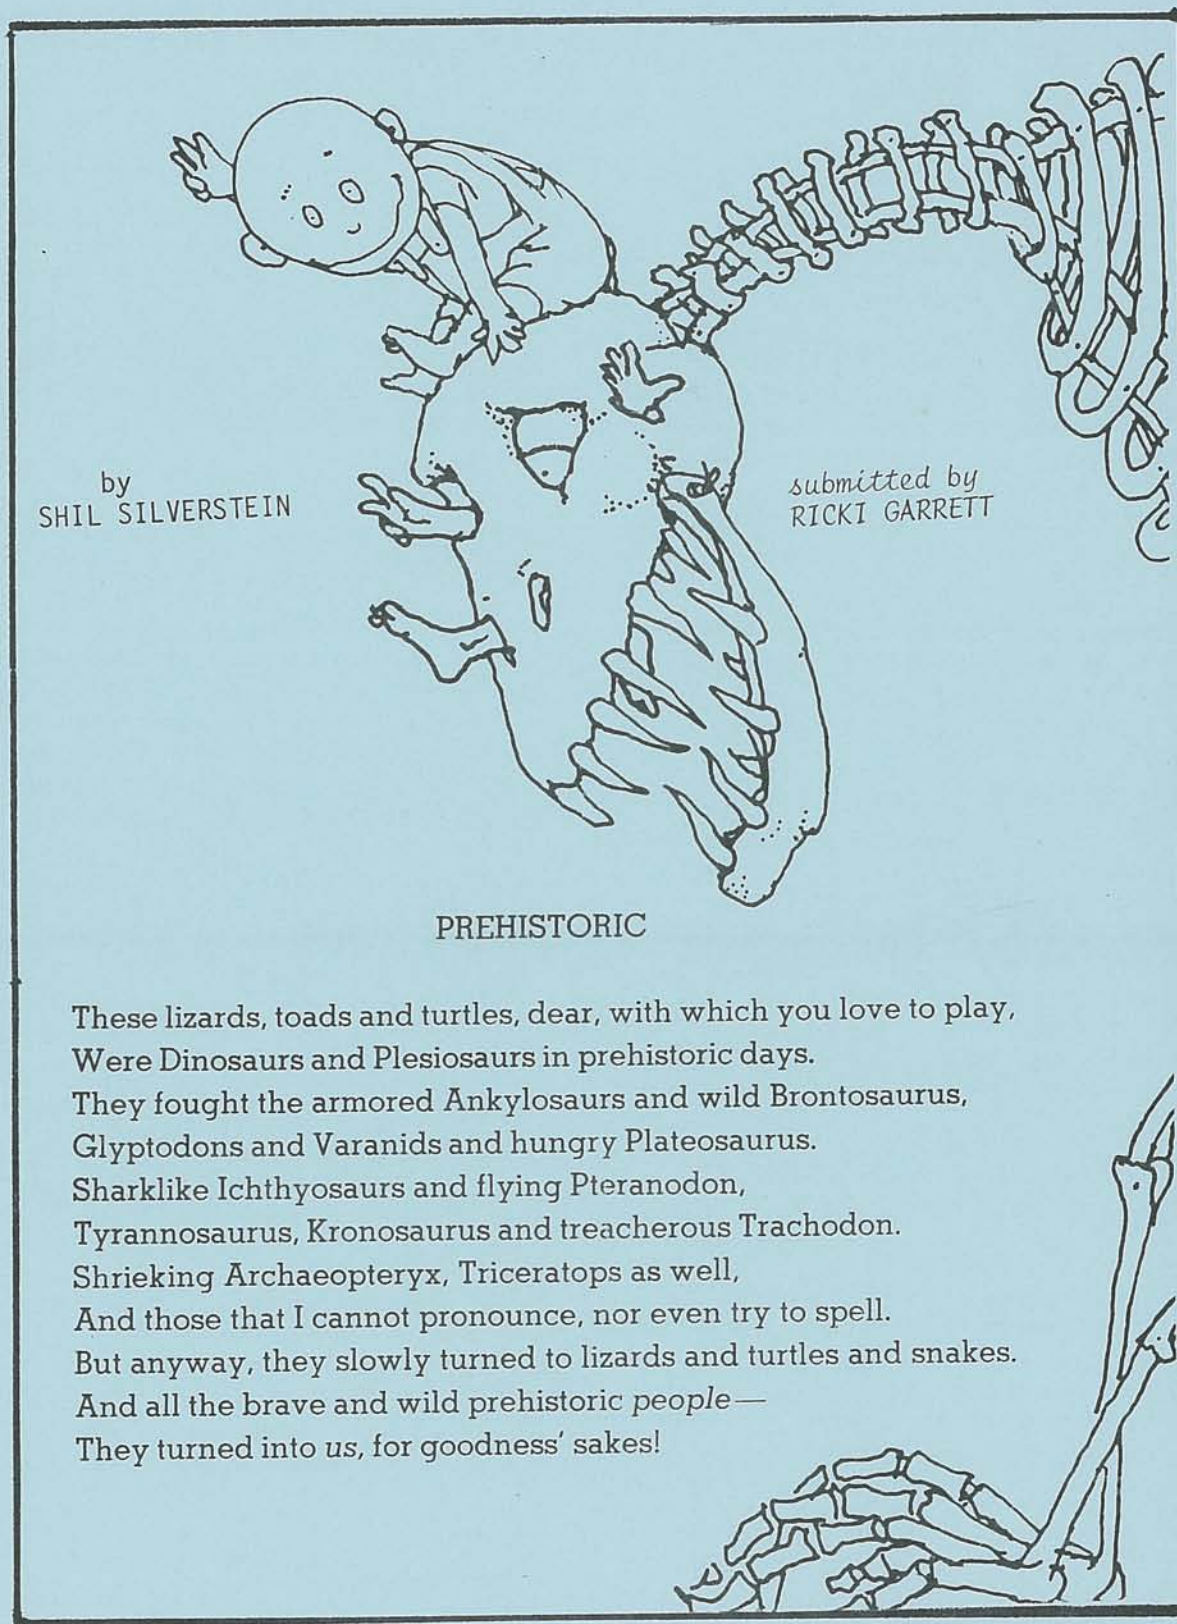 by
SHIL SILVERSTEIN
submitted by
RICKI GARRETT
PREHISTORIC
These lizards, toads and turtles, dear, with which you love to play,
Were Dinosaurs and Plesiosaurs in prehistoric days.
They fought the armored Ankylosaurs and wild Brontosaurus,
Glyptodons and Varanids and hungry Plateosaurus.
Sharklike Ichthyosaurs and flying Pteranodon,
Tyrannosaurus, Kronosaurus and treacherous Trachodon.
Shrieking Archaeopteryx, Triceratops as well,
And those that I cannot pronounce, nor even try to spell.
But anyway, they slowly turned to lizards and turtles and snakes.
And all the brave and wild prehistoric people—
They turned into us, for goodness' sakes!